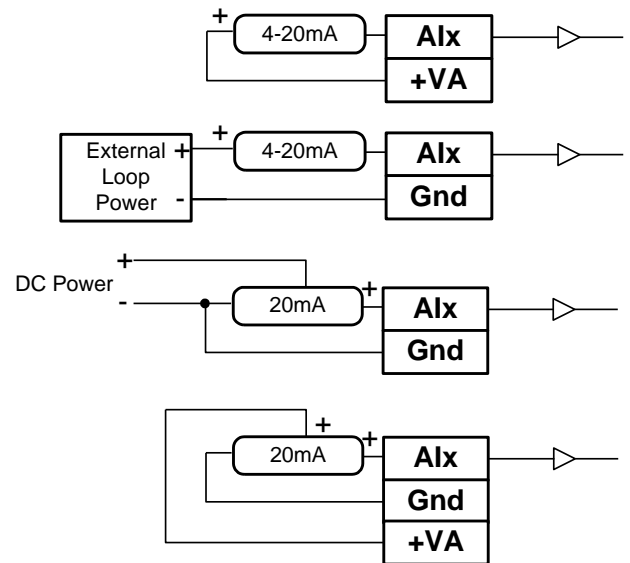 + 4-20mA AIx
+VA
External Loop Power + - + 4-20mA AIx
Gnd
DC Power + - 20mA + AIx
Gnd
+ 20mA + AIx
Gnd
+VA